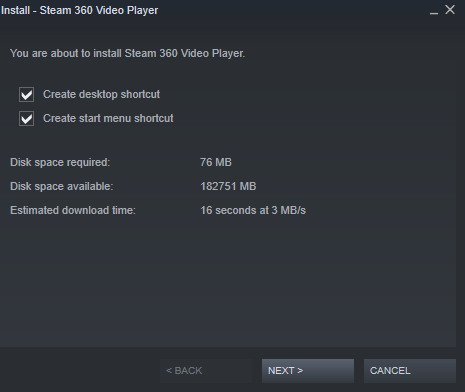 Install - Steam 360 Video Player
You are about to install Steam 360 Video Player.
Create desktop shortcut
Create start menu shortcut
Disk space required: 76 MB
Disk space available: 182751 MB
Estimated download time: 16 seconds at 3 MB/s
< BACK NEXT > CANCEL